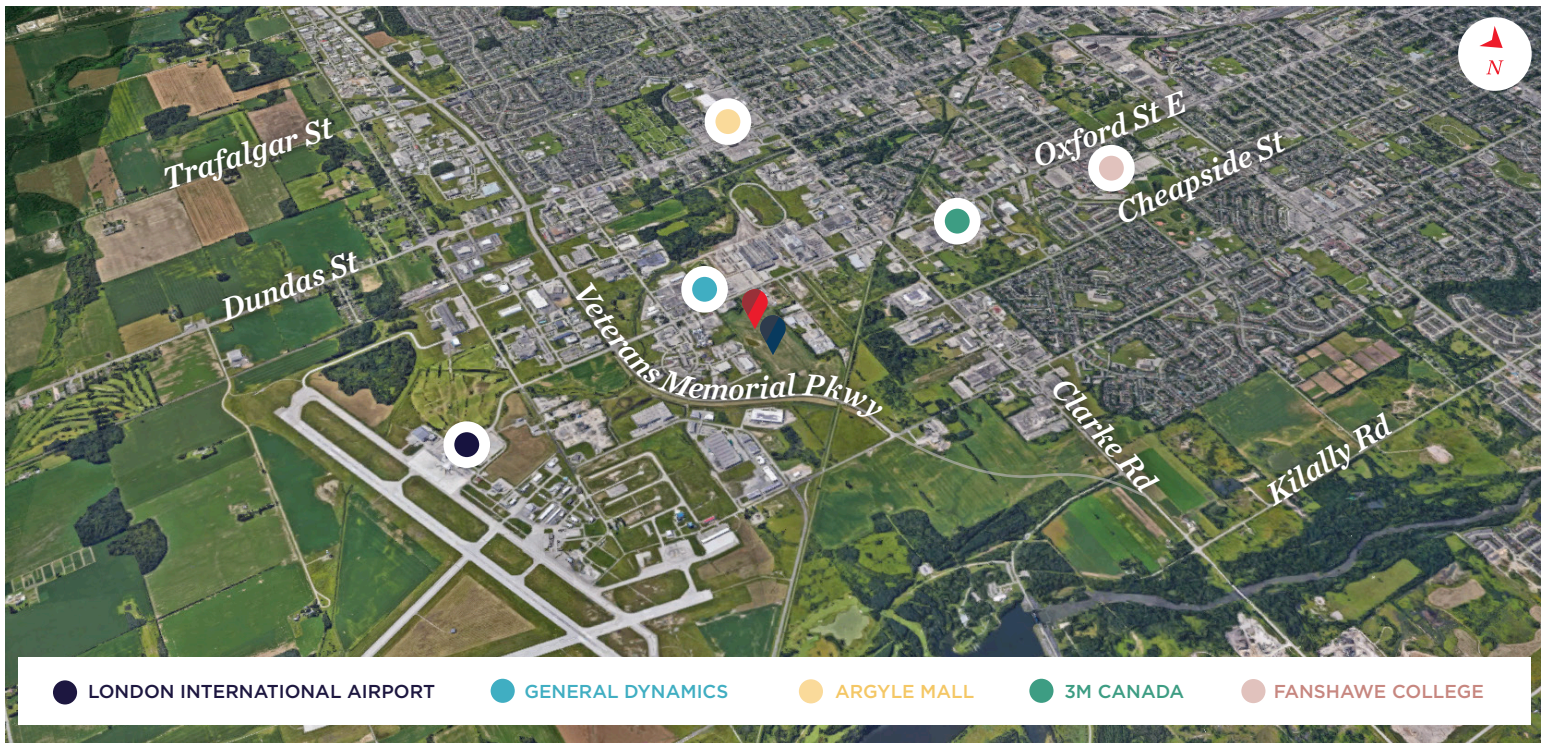 N
Oxford St E
Trafalgar St
Cheapside St
Dundas St
Veterans Memorial Pkwy
Clarke Rd
Kilally Rd
LONDON INTERNATIONAL AIRPORT
GENERAL DYNAMICS
ARGYLE MALL
3M CANADA
FANSHAWE COLLEGE